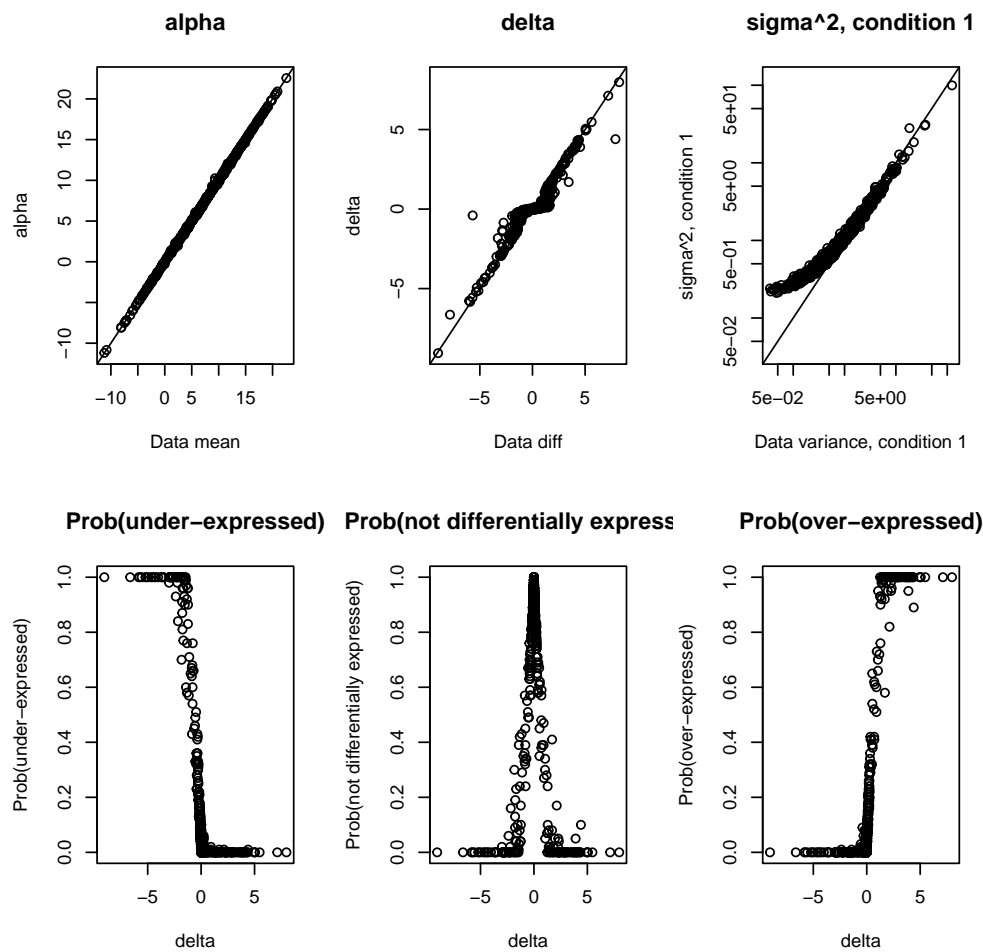 alpha
delta
sigma^2, condition 1
alpha
−10
0
5
10
15
20
−10
0
5
15
Data mean
delta
−5
0
5
−5
0
5
Data diff
sigma^2, condition 1
5e−02
5e−01
5e+00
5e+01
5e−02
5e+00
Data variance, condition 1
Prob(under−expressed)
Prob(not differentially express
Prob(over−expressed)
Prob(under−expressed)
0.0
0.2
0.4
0.6
0.8
1.0
−5
0
5
delta
Prob(not differentially expressed)
0.0
0.2
0.4
0.6
0.8
1.0
−5
0
5
delta
Prob(over−expressed)
0.0
0.2
0.4
0.6
0.8
1.0
−5
0
5
delta